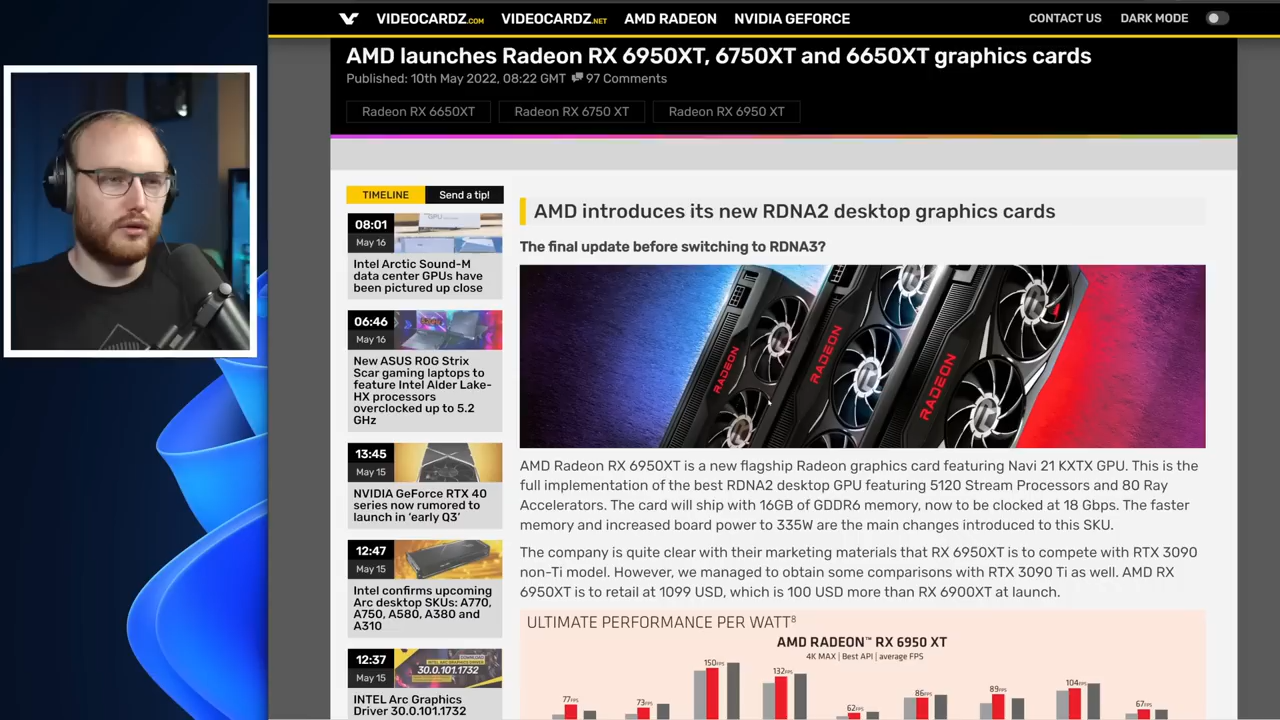 VIDEOCARDZ.COM VIDEOCARDZ.NET AMD RADEON NVIDIA GEFORCE CONTACT US DARK MODE
AMD launches Radeon RX 6950XT, 6750XT and 6650XT graphics cards
Published: 10th May 2022, 08:22 GMT 97 Comments
Radeon RX 6650XT Radeon RX 6750 XT Radeon RX 6950 XT
TIMELINE Send a tip!
08:01
May 16
Intel Arctic Sound-M
data center GPUs have
been pictured up close
06:46
May 16
New ASUS ROG Strix
Scar gaming laptops to
feature Intel Alder Lake-
HX processors
overclocked up to 5.2
GHz
13:45
May 15
NVIDIA GeForce RTX 40
series now rumored to
launch in ‘early Q3’
12:47
May 15
Intel confirms upcoming
Arc desktop SKUs: A770,
A750, A580, A380 and
A310
12:37
May 15
30.0.101.1732
INTEL Arc Graphics
Driver 30.0.101.1732
AMD introduces its new RDNA2 desktop graphics cards
The final update before switching to RDNA3?
RADEON
RADEON
RADEON
AMD Radeon RX 6950XT is a new flagship Radeon graphics card featuring Navi 21 KXTX GPU. This is the
full implementation of the best RDNA2 desktop GPU featuring 5120 Stream Processors and 80 Ray
Accelerators. The card will ship with 16GB of GDDR6 memory, now to be clocked at 18 Gbps. The faster
memory and increased board power to 335W are the main changes introduced to this SKU.
The company is quite clear with their marketing materials that RX 6950XT is to compete with RTX 3090
non-Ti model. However, we managed to obtain some comparisons with RTX 3090 Ti as well. AMD RX
6950XT is to retail at 1099 USD, which is 100 USD more than RX 6900XT at launch.
ULTIMATE PERFORMANCE PER WATT⁸
AMD RADEON™ RX 6950 XT
4K MAX | Best API | average FPS
77FPS 73FPS 150FPS 132FPS 62FPS 86FPS 89FPS 104FPS 67FPS